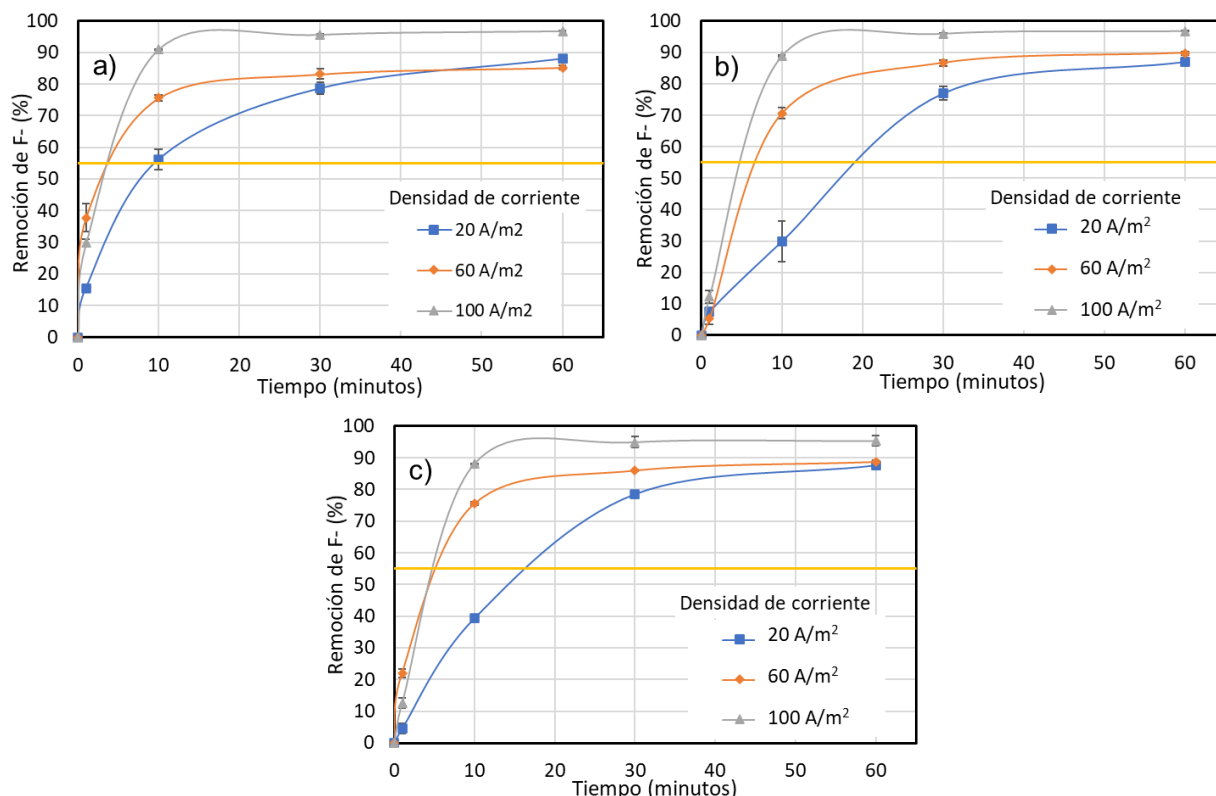 a)
Remoción de F- (%)
100
90
80
70
60
50
40
30
20
10
0
Densidad de corriente
20 A/m2
60 A/m2
100 A/m2
0 10 20 30 40 50 60
Tiempo (minutos)
b)
Remoción de F- (%)
100
90
80
70
60
50
40
30
20
10
0
Densidad de corriente
20 A/m²
60 A/m²
100 A/m²
0 10 20 30 40 50 60
Tiempo (minutos)
c)
Remoción de F- (%)
100
90
80
70
60
50
40
30
20
10
0
Densidad de corriente
20 A/m²
60 A/m²
100 A/m²
0 10 20 30 40 50 60
Tiempo (minutos)